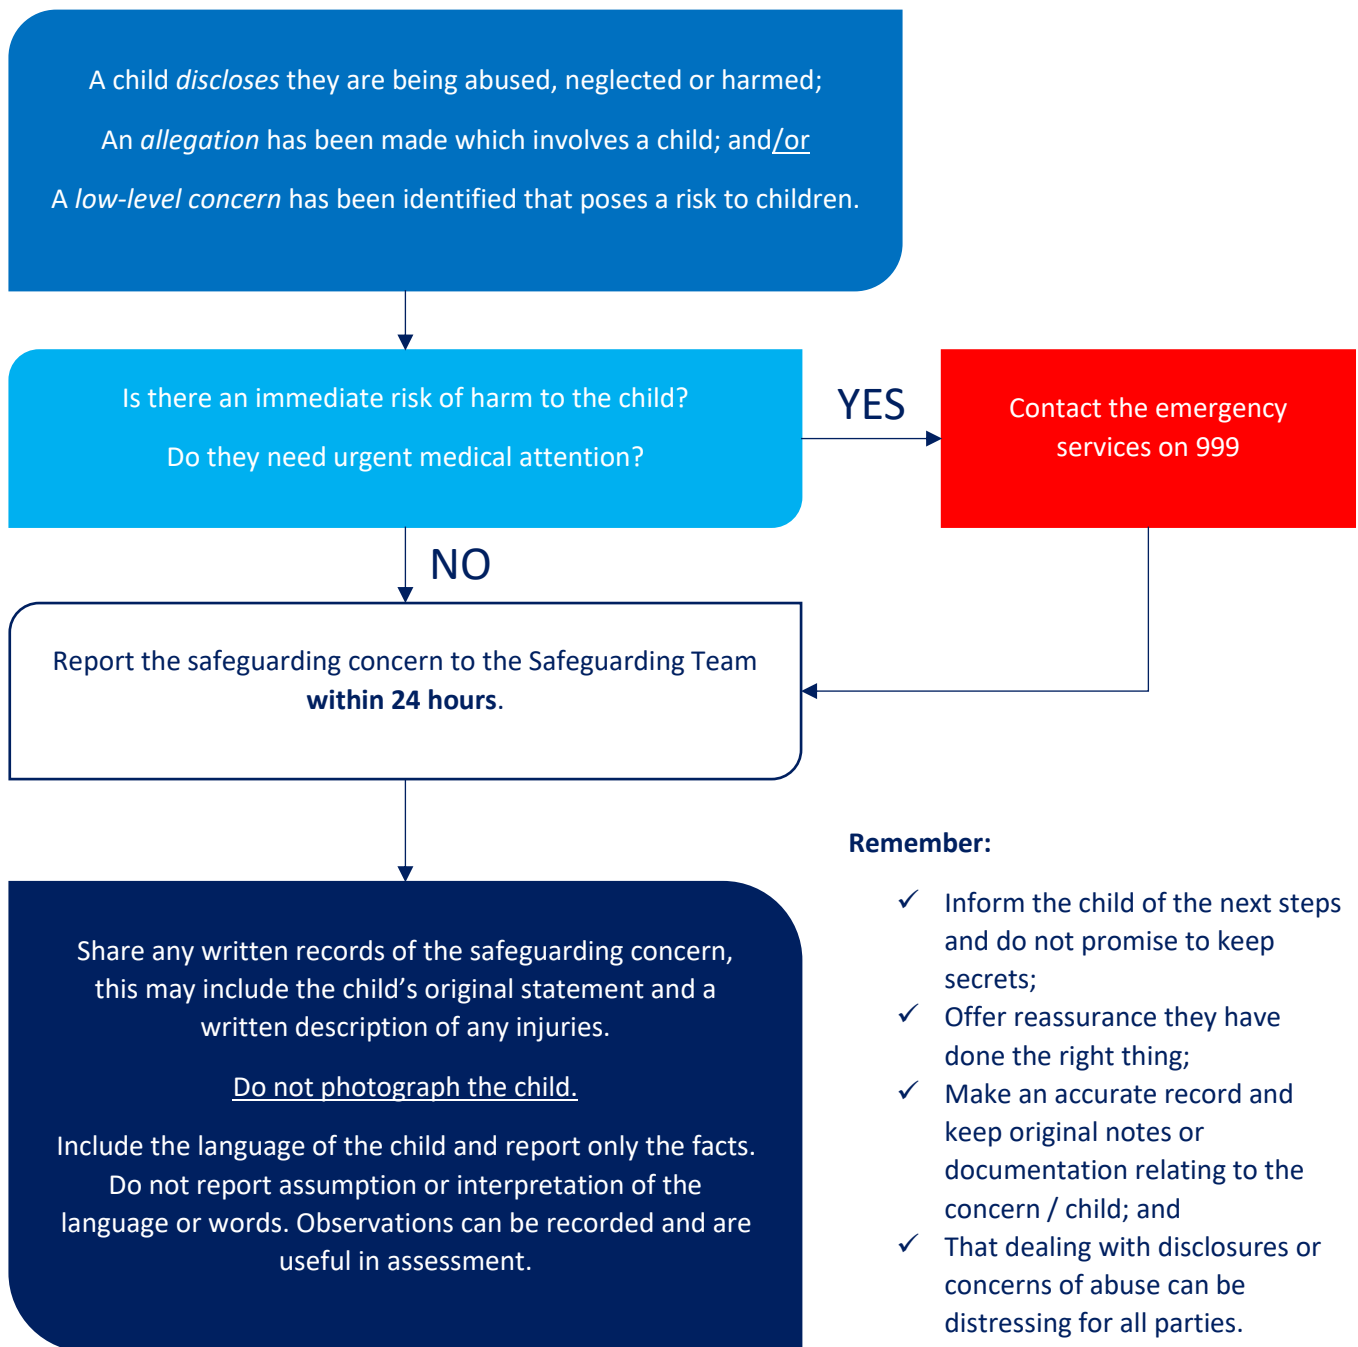 A child discloses they are being abused, neglected or harmed;
An allegation has been made which involves a child; and/or
A low-level concern has been identified that poses a risk to children.
Is there an immediate risk of harm to the child?
Do they need urgent medical attention?
YES
Contact the emergency
services on 999
NO
Report the safeguarding concern to the Safeguarding Team
within 24 hours.
Share any written records of the safeguarding concern,
this may include the child’s original statement and a
written description of any injuries.
Do not photograph the child.
Include the language of the child and report only the facts.
Do not report assumption or interpretation of the
language or words. Observations can be recorded and are
useful in assessment.
Remember:
✓ Inform the child of the next steps
and do not promise to keep
secrets;
✓ Offer reassurance they have
done the right thing;
✓ Make an accurate record and
keep original notes or
documentation relating to the
concern / child; and
✓ That dealing with disclosures or
concerns of abuse can be
distressing for all parties.